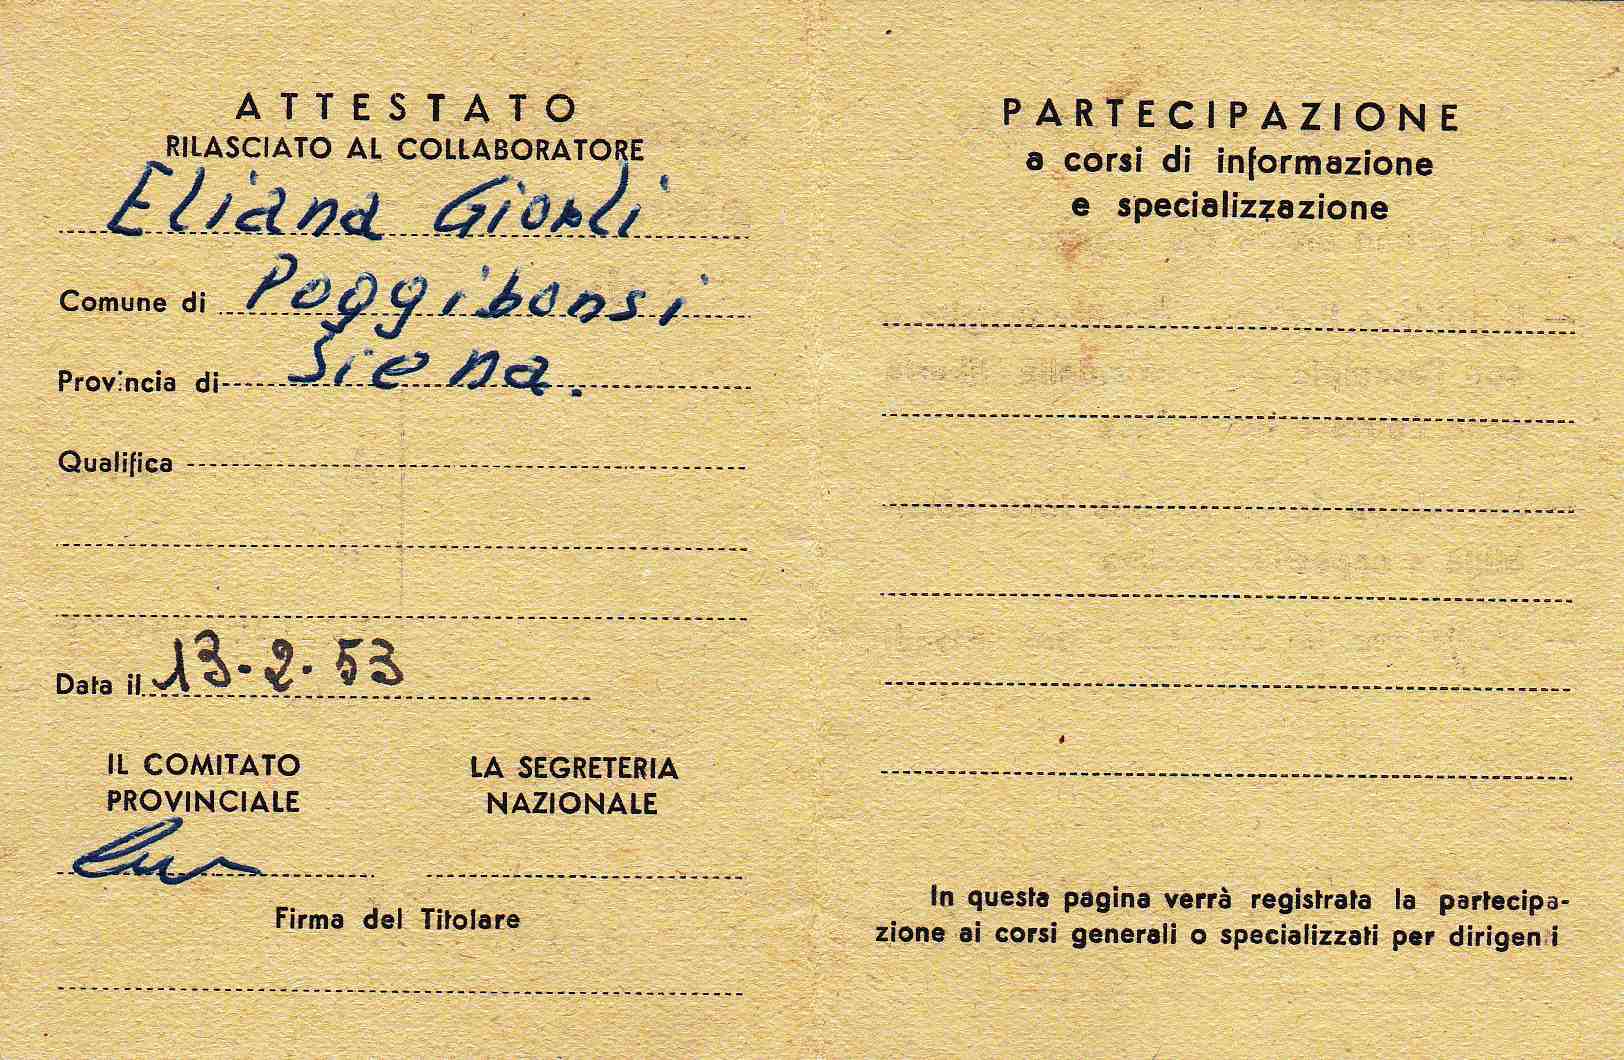 ATTESTATO
RILASCIATO AL COLLABORATORE
Eliana Giorli
Comune di Poggibonsi
Provincia di Siena.
Qualifica
Data il 13-2-53
IL COMITATO
PROVINCIALE
LA SEGRETERIA
NAZIONALE
Firma del Titolare
PARTECIPAZIONE
a corsi di informazione
e specializzazione
In questa pagina verrà registrata la partecipa-
zione ai corsi generali o specializzati per dirigen i